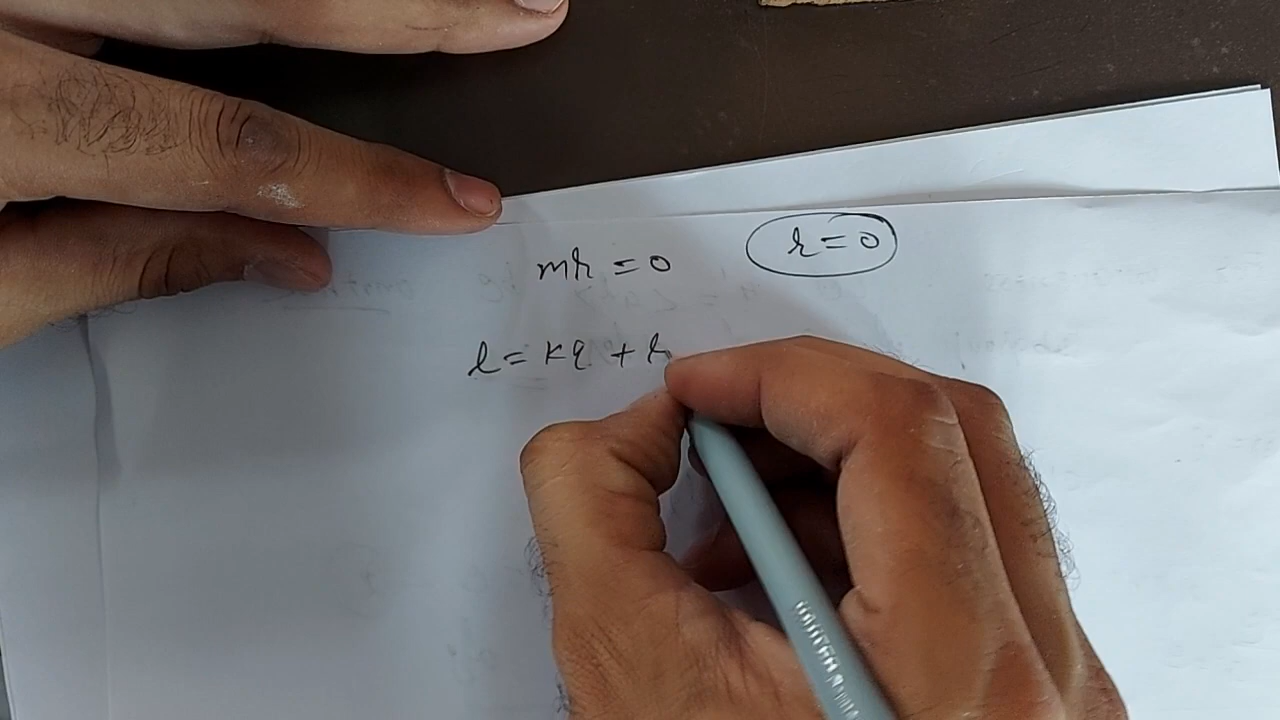 mr = 0
r = 0
l = kq + r